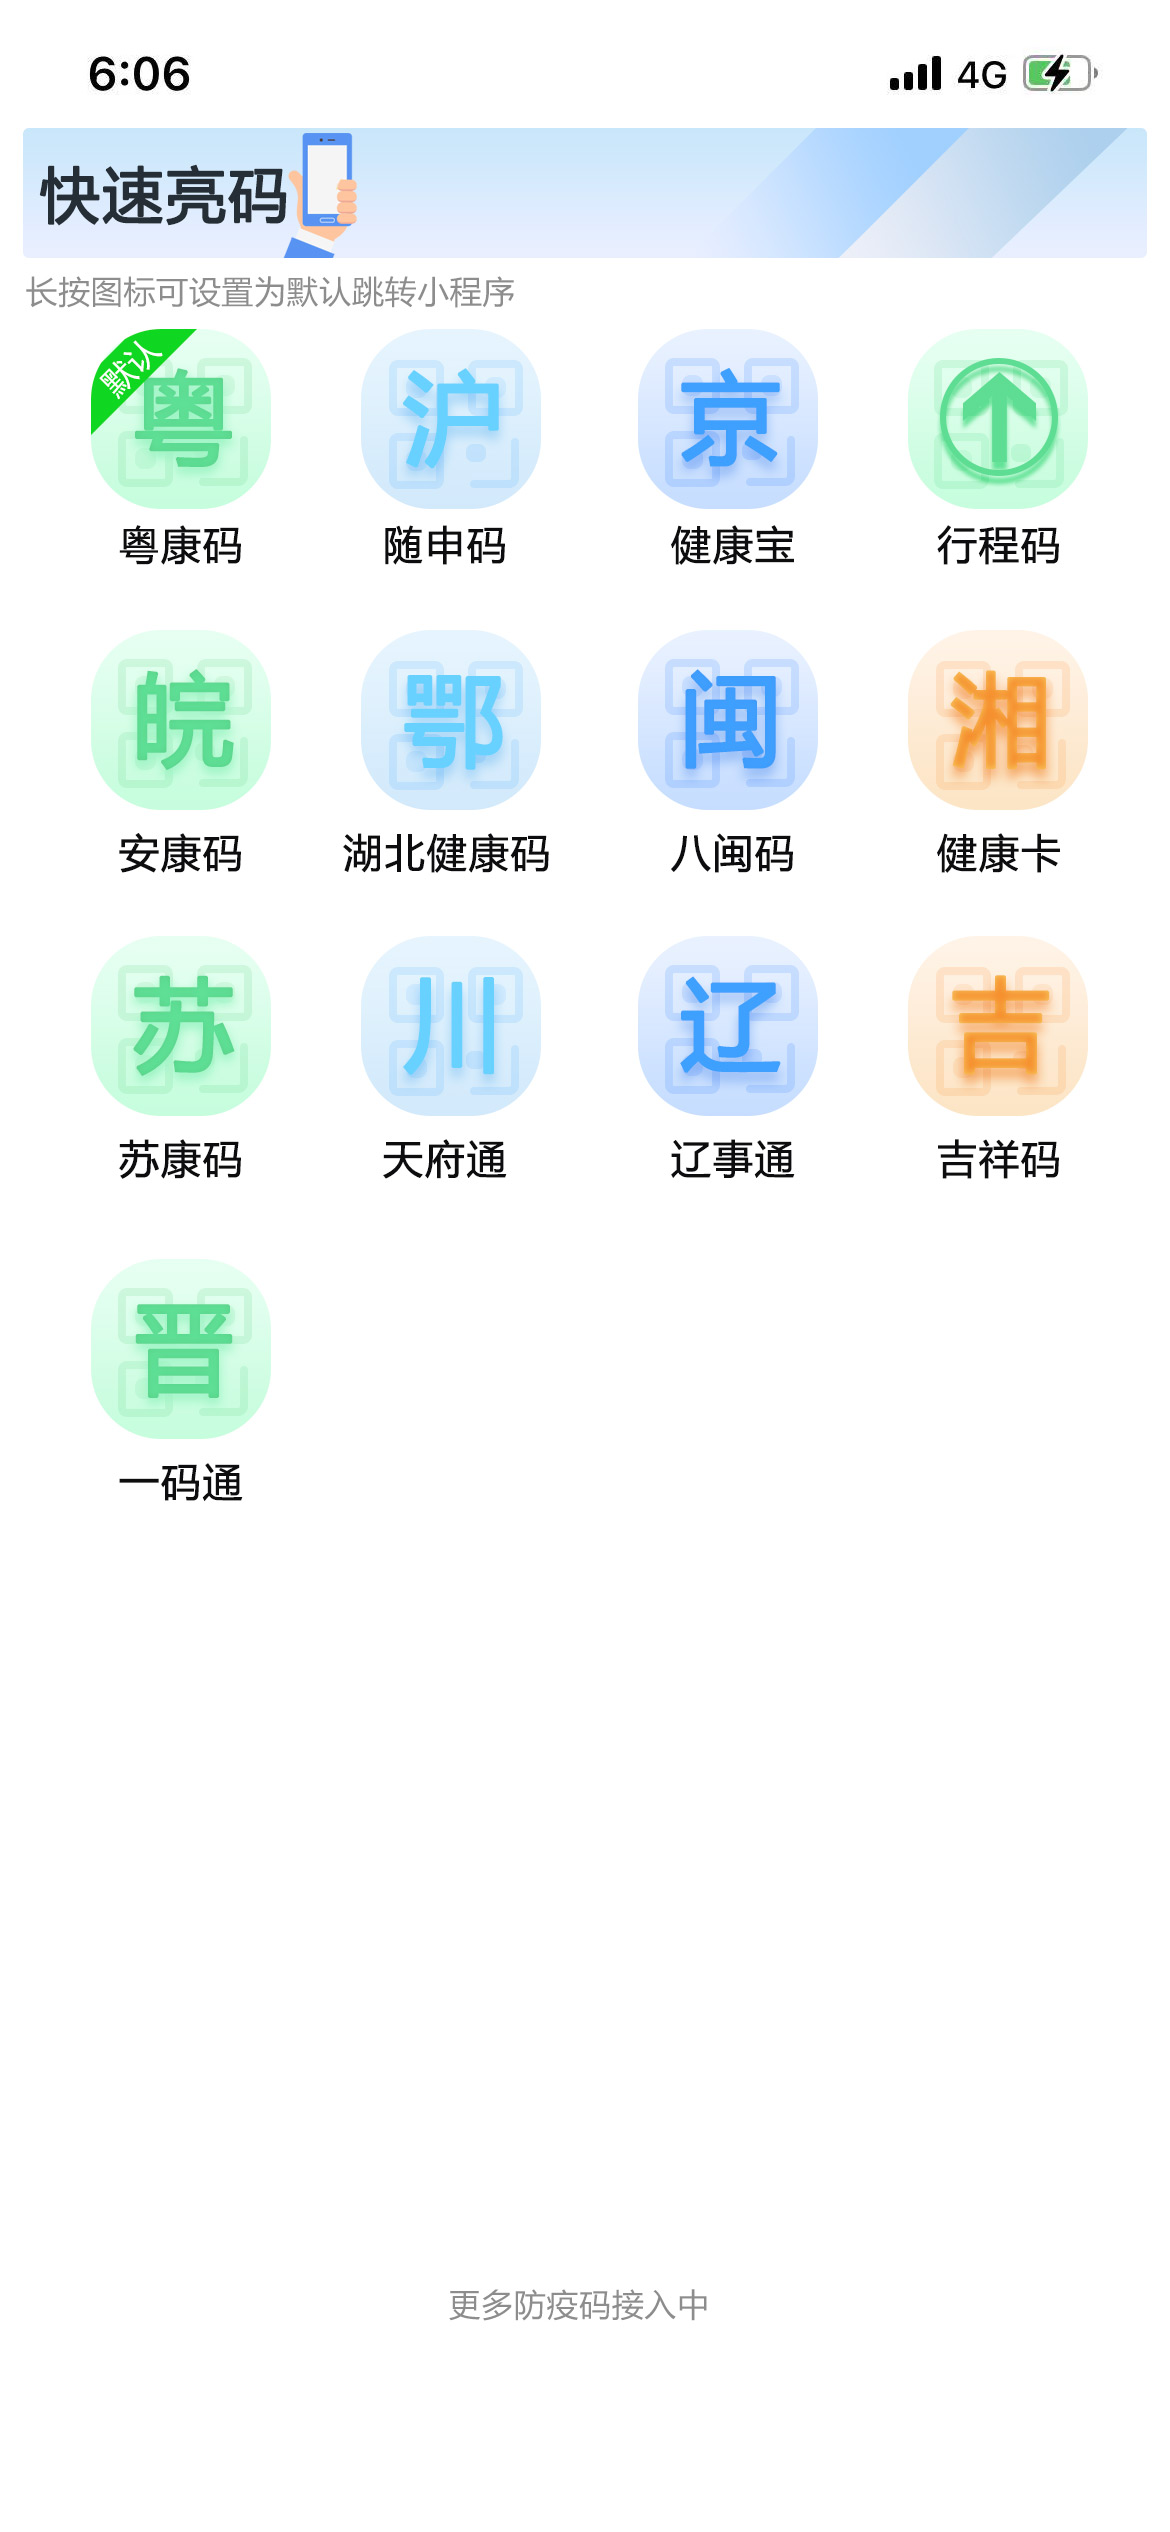 6:06
4G
快速亮码
长按图标可设置为默认跳转小程序
默认
粤
沪
京
粤康码
随申码
健康宝
行程码
皖
鄂
闽
湘
安康码
湖北健康码
八闽码
健康卡
苏
川
辽
吉
苏康码
天府通
辽事通
吉祥码
晋
一码通
更多防疫码接入中